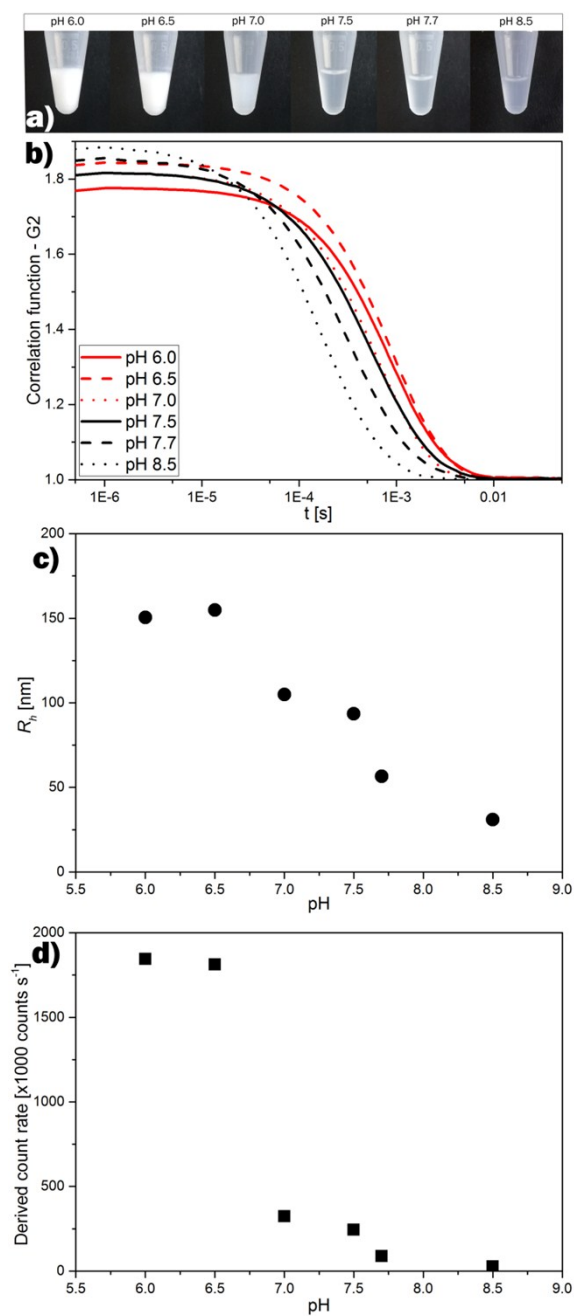 pH 6.0 pH 6.5 pH 7.0 pH 7.5 pH 7.7 pH 8.5
a)
b)
1.8
1.6
1.4
1.2
1.0
Correlation function - G2
pH 6.0
pH 6.5
pH 7.0
pH 7.5
pH 7.7
pH 8.5
1E-6 1E-5 1E-4 1E-3 0.01
t [s]
c)
200
150
100
50
0
Rh [nm]
5.5 6.0 6.5 7.0 7.5 8.0 8.5 9.0
pH
d)
2000
1500
1000
500
250
0
Derived count rate [x1000 counts s⁻¹]
5.5 6.0 6.5 7.0 7.5 8.0 8.5 9.0
pH